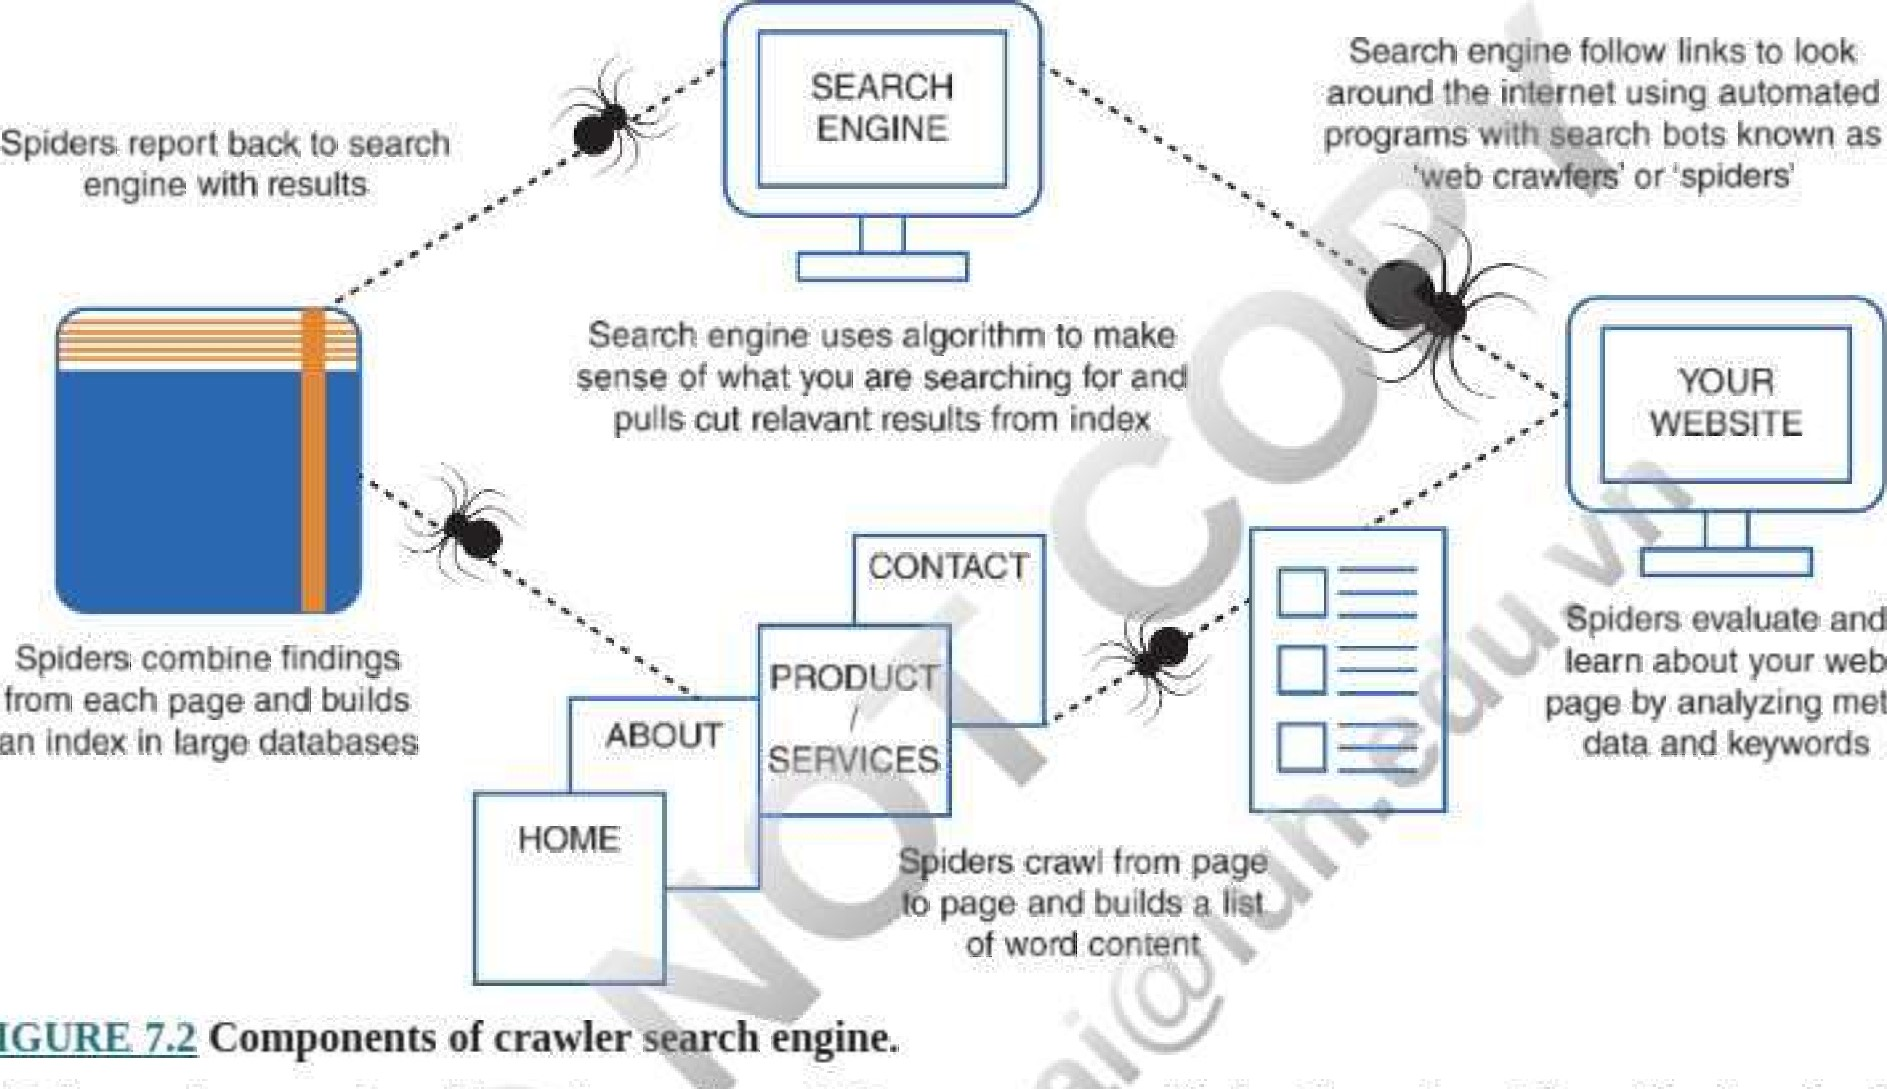 SEARCH
ENGINE
Search engine follow links to look
around the internet using automated
programs with search bots known as
'web crawfers' or 'spiders'
Spiders report back to search
engine with results
Search engine uses algorithm to make
sense of what you are searching for and
pulls cut relavant results from index
YOUR
WEBSITE
Spiders evaluate and
learn about your web
page by analyzing met
data and keywords
CONTACT
PRODUCT
/
SERVICES
ABOUT
HOME
Spiders combine findings
from each page and builds
an index in large databases
Spiders crawl from page
to page and builds a list
of word content
IGURE 7.2 Components of crawler search engine.
NOT COPY
ai@iuh.edu.vn